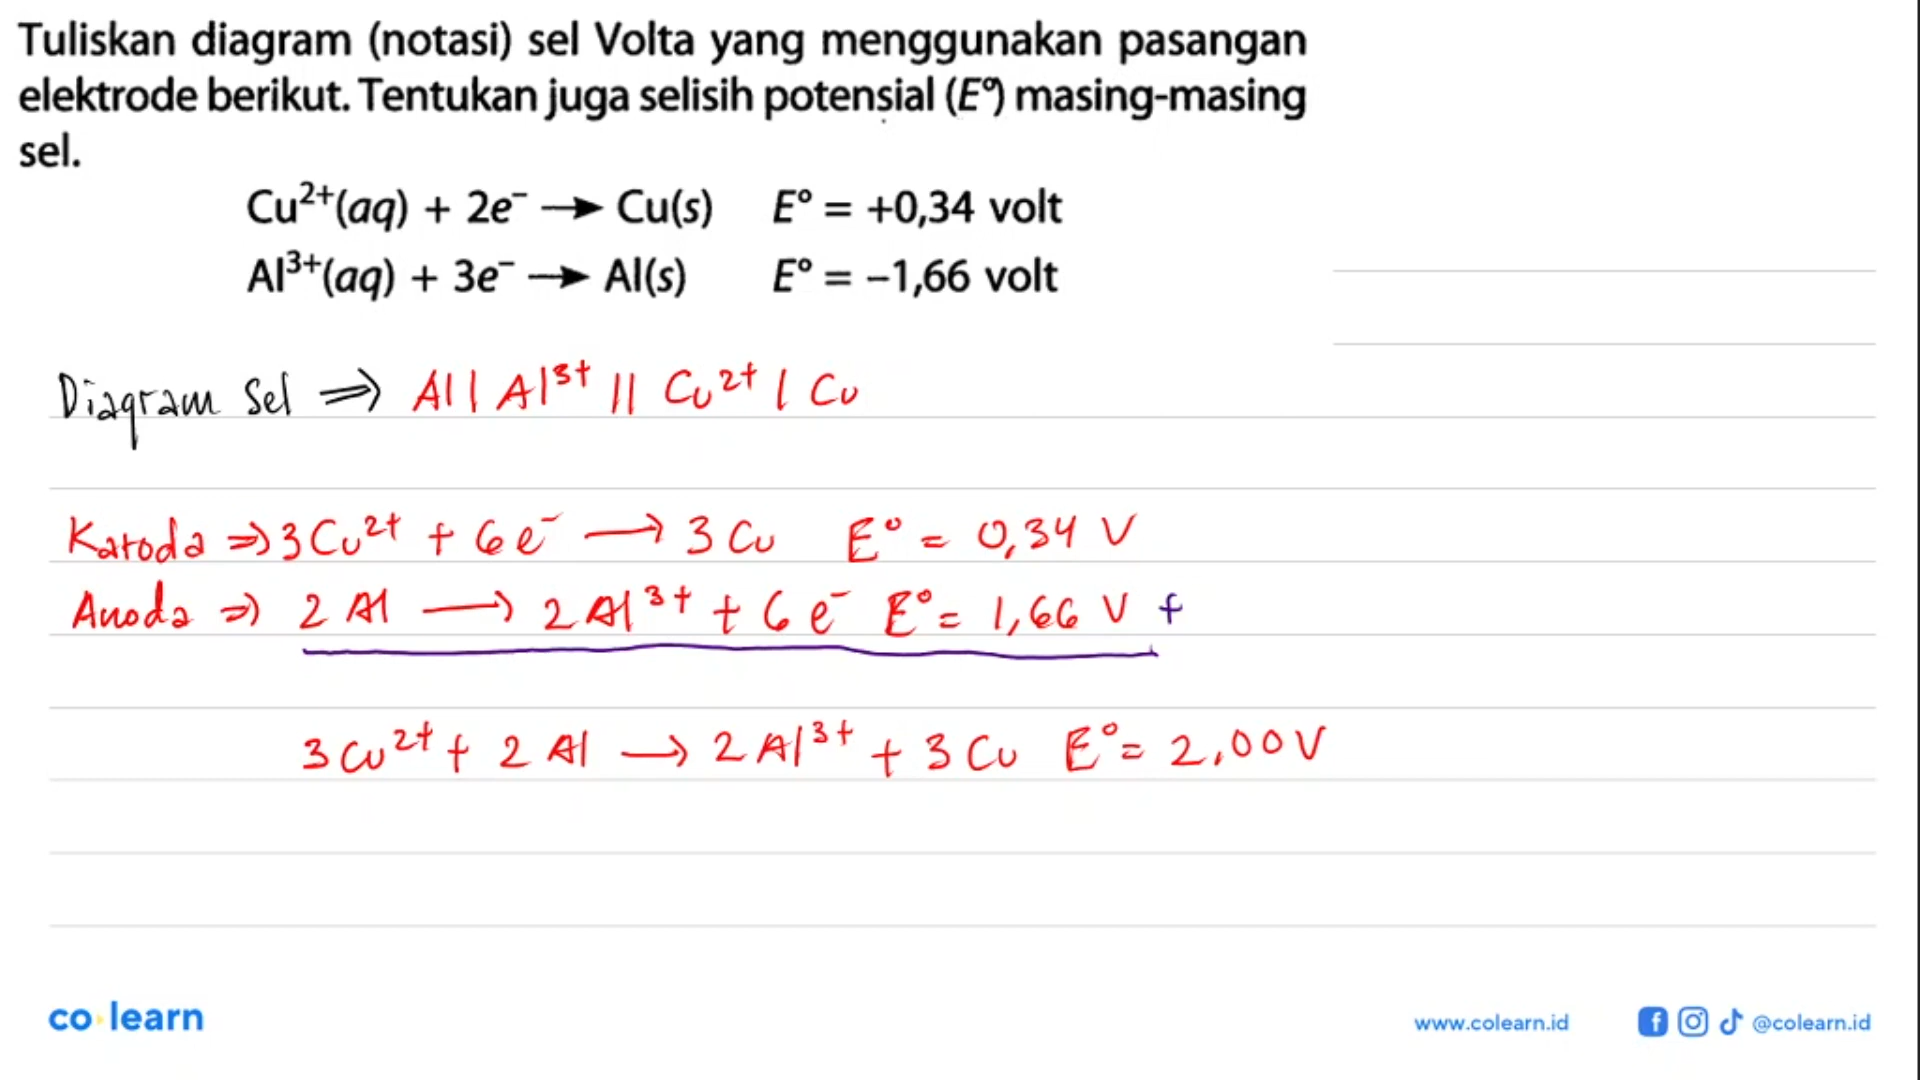 Tuliskan diagram (notasi) sel Volta yang menggunakan pasangan
elektrode berikut. Tentukan juga selisih potensial (E°) masing-masing
sel.
Cu²⁺(aq) + 2e⁻ → Cu(s) E° = +0,34 volt
Al³⁺(aq) + 3e⁻ → Al(s) E° = −1,66 volt
Diagram Sel ⇒ Al | Al³⁺ || Cu²⁺ | Cu
Katoda ⇒ 3 Cu²⁺ + 6e⁻ → 3 Cu E° = 0,34 V
Anoda ⇒ 2 Al → 2 Al³⁺ + 6 e⁻ E° = 1,66 V +
3 Cu²⁺ + 2 Al → 2 Al³⁺ + 3 Cu E° = 2,00 V
co learn
www.colearn.id @colearn.id